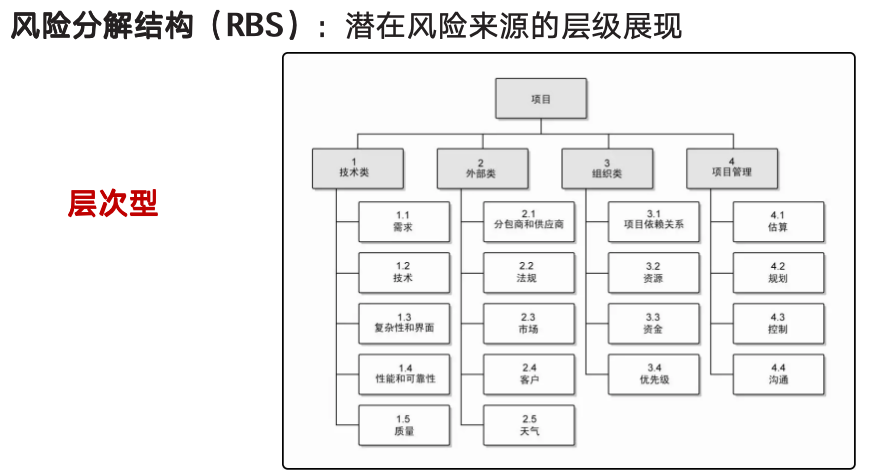 风险分解结构（RBS）：潜在风险来源的层级展现
层次型
项目
1
技术类
2
外部类
3
组织类
4
项目管理
1.1
需求
2.1
分包商和供应商
3.1
项目依赖关系
4.1
估算
1.2
技术
2.2
法规
3.2
资源
4.2
规划
1.3
复杂性和界面
2.3
市场
3.3
资金
4.3
控制
1.4
性能和可靠性
2.4
客户
3.4
优先级
4.4
沟通
1.5
质量
2.5
天气